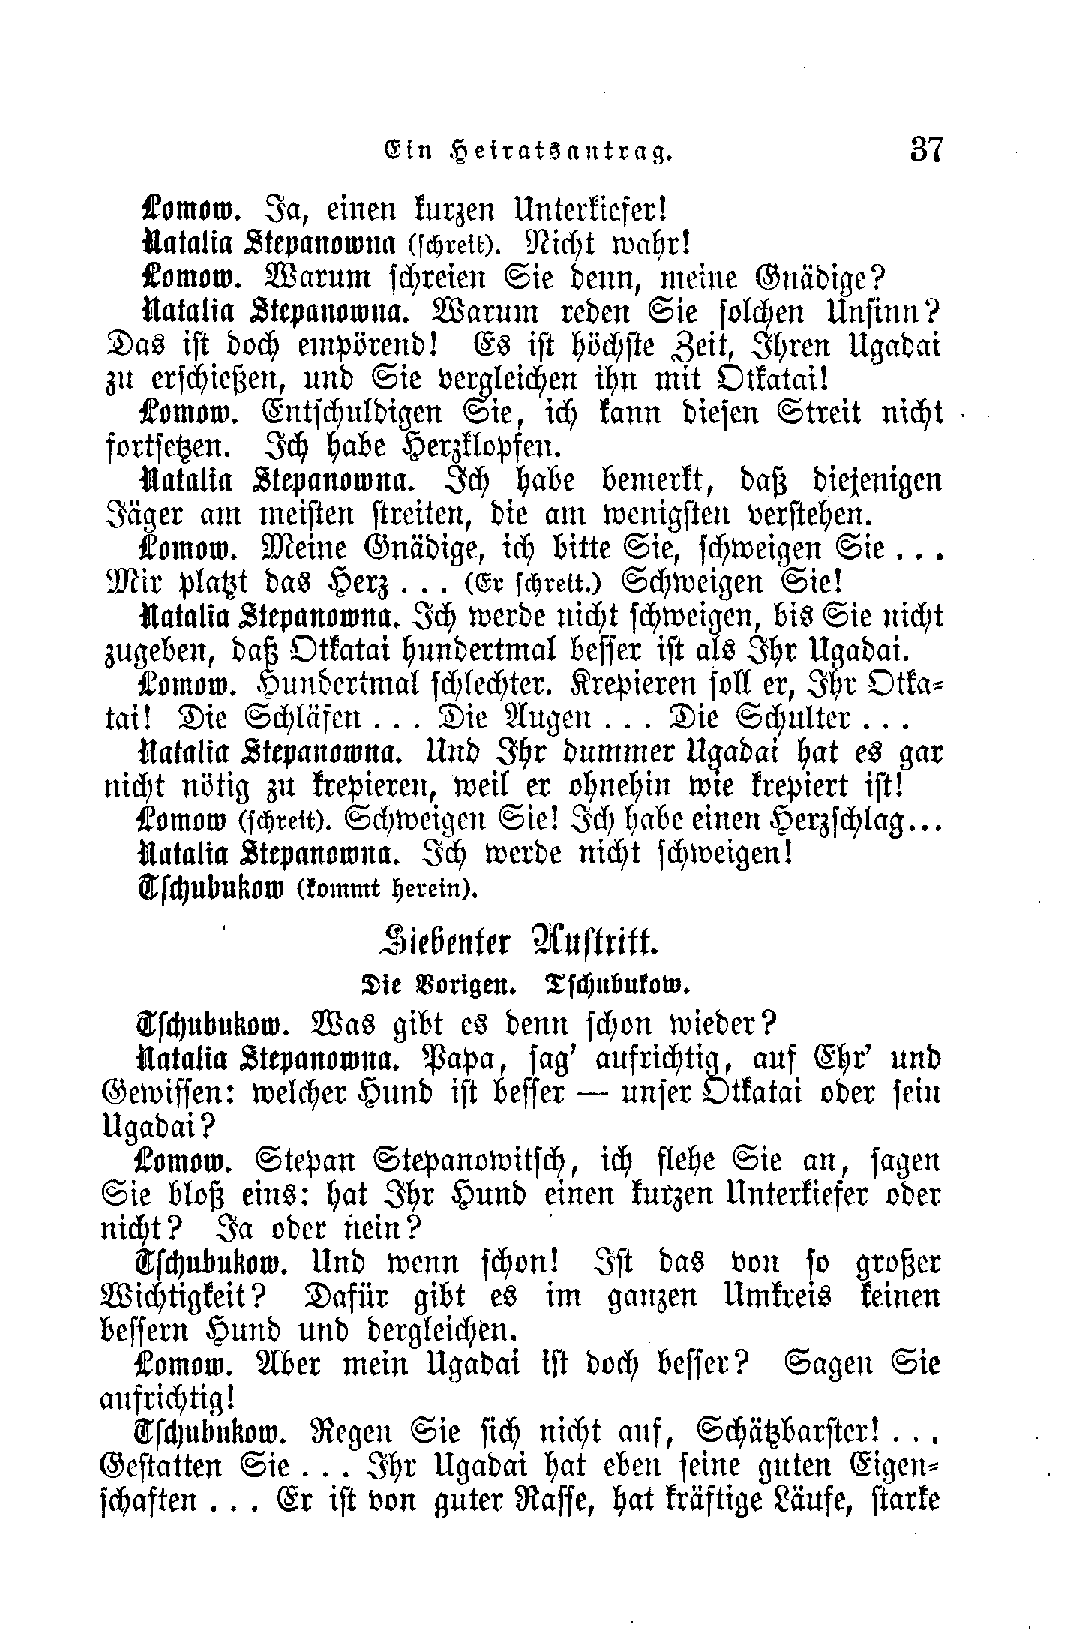 Ein Heiratsantrag. 37
Lomow. Ja, einen kurzen Unterkiefer!
Natalia Stepanowna (schreit). Nicht wahr!
Lomow. Warum schreien Sie denn, meine Gnädige?
Natalia Stepanowna. Warum reden Sie solchen Unsinn?
Das ist doch empörend! Es ist höchste Zeit, Ihren Ugadai
zu erschießen, und Sie vergleichen ihn mit Otkatai!
Lomow. Entschuldigen Sie, ich kann diesen Streit nicht
fortsetzen. Ich habe Herzklopfen.
Natalia Stepanowna. Ich habe bemerkt, daß diejenigen
Jäger am meisten streiten, die am wenigsten verstehen.
Lomow. Meine Gnädige, ich bitte Sie, schweigen Sie ...
Mir platzt das Herz ... (Er schreit.) Schweigen Sie!
Natalia Stepanowna. Ich werde nicht schweigen, bis Sie nicht
zugeben, daß Otkatai hundertmal besser ist als Ihr Ugadai.
Lomow. Hundertmal schlechter. Krepieren soll er, Ihr Otka-
tai! Die Schläfen ... Die Augen ... Die Schulter ...
Natalia Stepanowna. Und Ihr dummer Ugadai hat es gar
nicht nötig zu krepieren, weil er ohnehin wie krepiert ist!
Lomow (schreit). Schweigen Sie! Ich habe einen Herzschlag...
Natalia Stepanowna. Ich werde nicht schweigen!
Tschubukow (kommt herein).
Siebenter Auftritt.
Die Vorigen. Tschubukow.
Tschubukow. Was gibt es denn schon wieder?
Natalia Stepanowna. Papa, sag' aufrichtig, auf Ehr' und
Gewissen: welcher Hund ist besser — unser Otkatai oder sein
Ugadai?
Lomow. Stepan Stepanowitsch, ich flehe Sie an, sagen
Sie bloß eins: hat Ihr Hund einen kurzen Unterkiefer oder
nicht? Ja oder nein?
Tschubukow. Und wenn schon! Ist das von so großer
Wichtigkeit? Dafür gibt es im ganzen Umkreis keinen
bessern Hund und dergleichen.
Lomow. Aber mein Ugadai ist doch besser? Sagen Sie
aufrichtig!
Tschubukow. Regen Sie sich nicht auf, Schätzbarster! ...
Gestatten Sie ... Ihr Ugadai hat eben seine guten Eigen-
schaften ... Er ist von guter Rasse, hat kräftige Läufe, starke